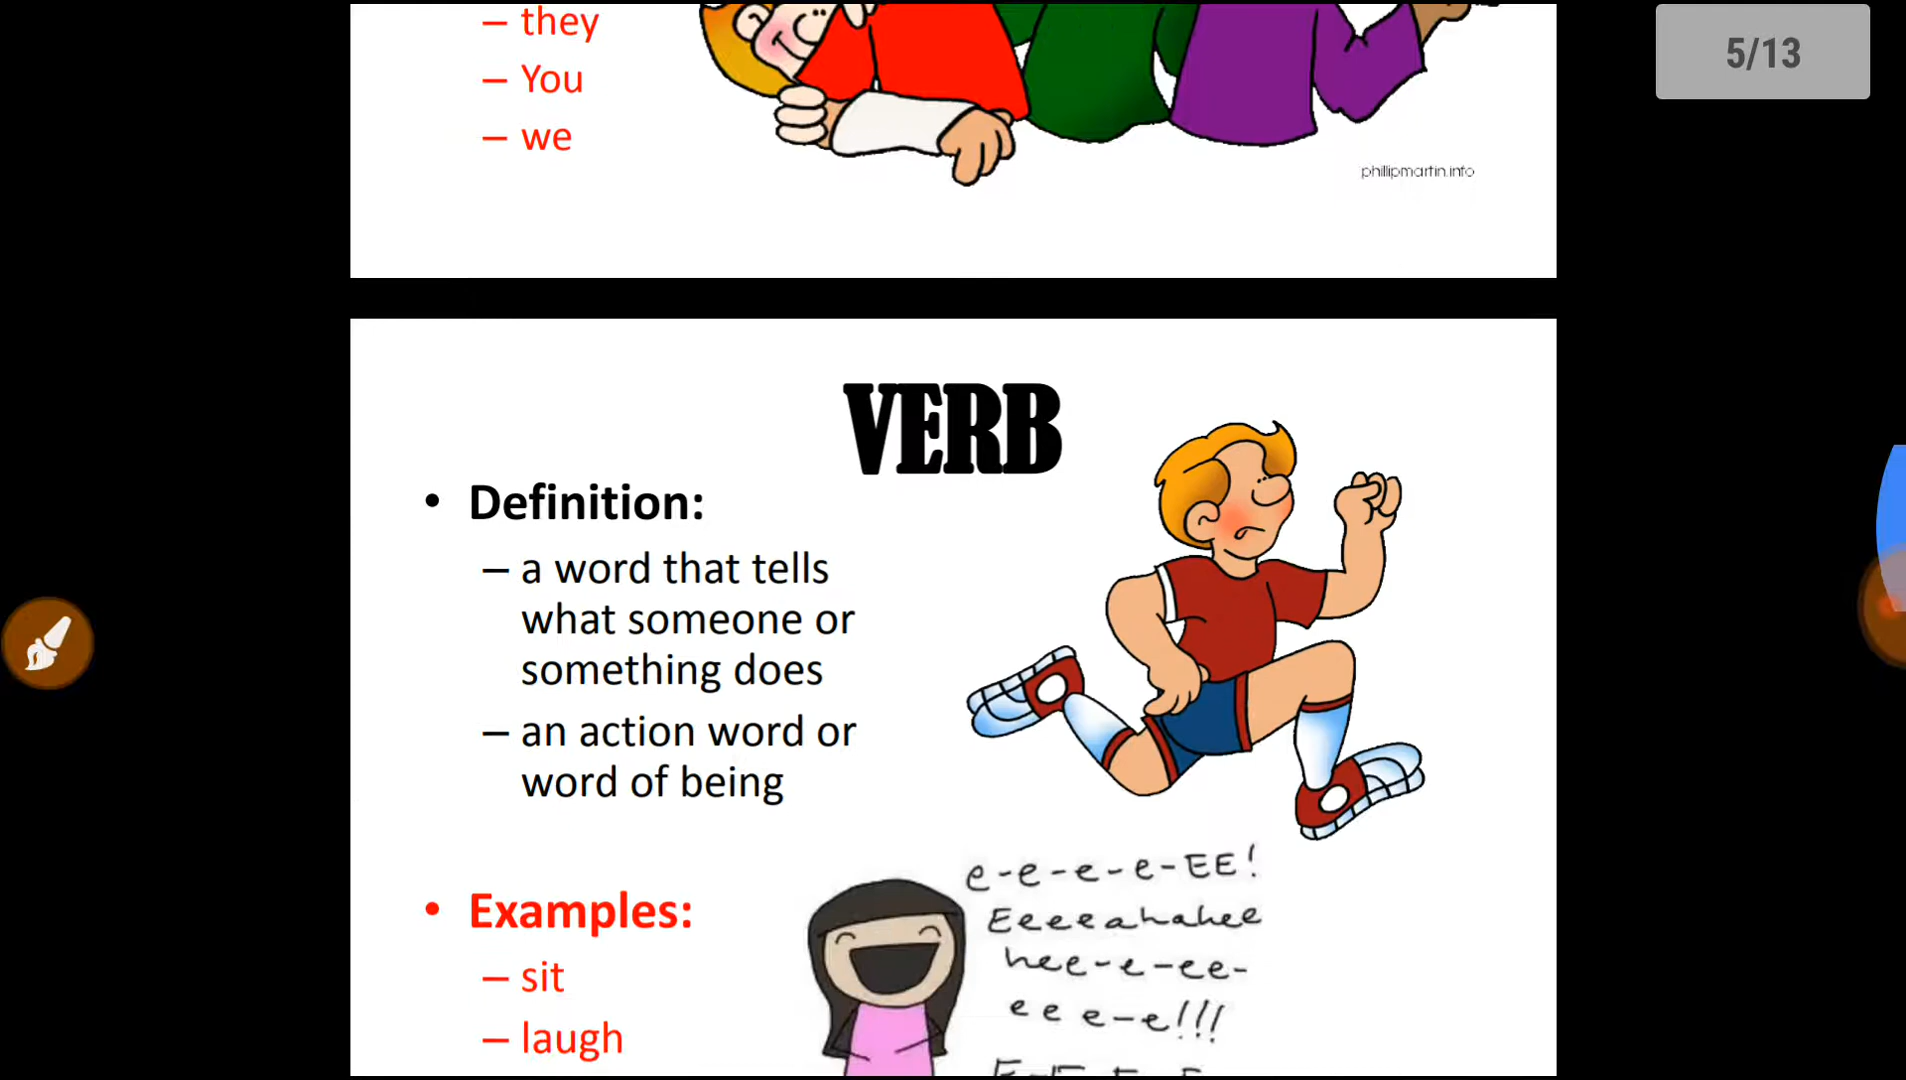 – they
5/13
– You
– we
phillipmartin.info
VERB
• Definition:
– a word that tells
what someone or
something does
– an action word or
word of being
e-e-e-e-EE!
Eeeeahahee
hee-e-ee-
ee e-e!!!
• Examples:
– sit
– laugh